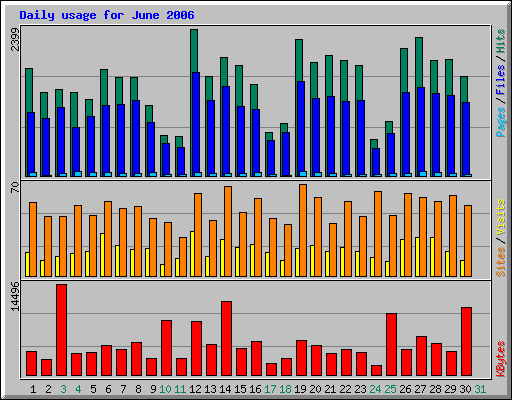 Daily usage for June 2006
2399
70
14496
Pages / Files / Hits
Sites / Visits
KBytes
1 2 3 4 5 6 7 8 9 10 11 12 13 14 15 16 17 18 19 20 21 22 23 24 25 26 27 28 29 30 31